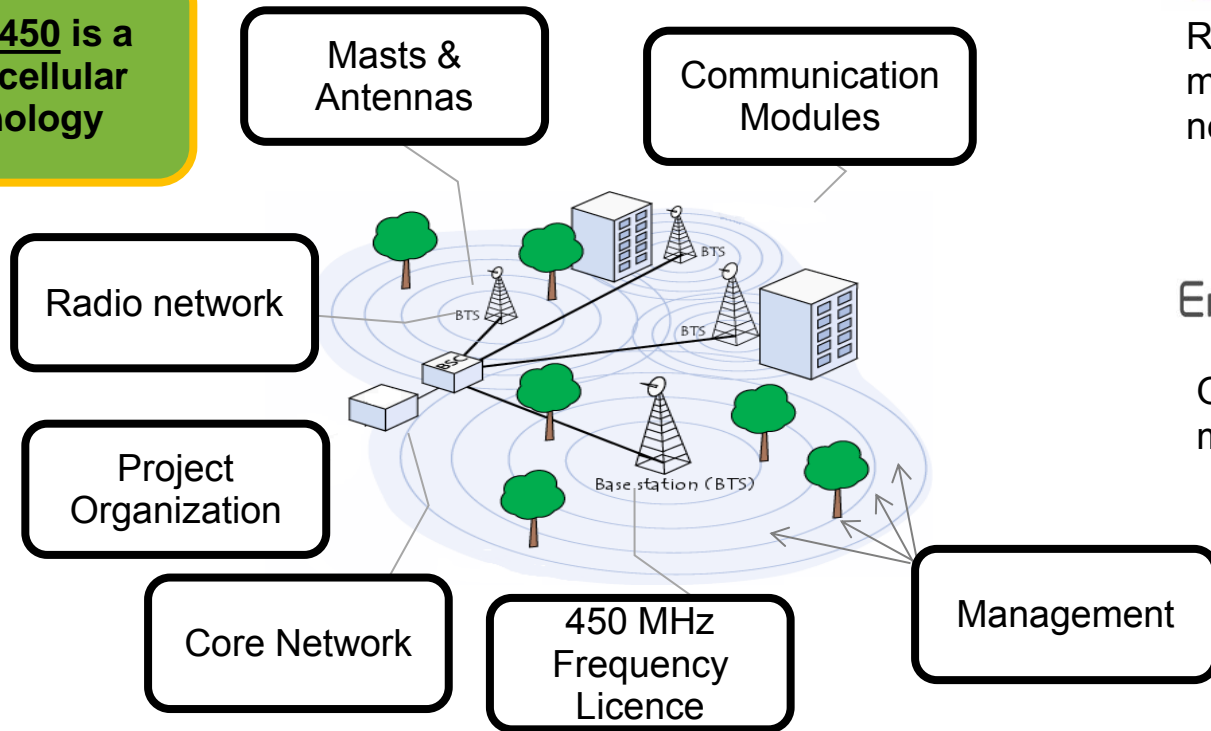 450 is a
cellular
Masts &
Antennas
Communication
Modules
BTS
BTS
BTS
BSC
Radio network
Project
Organization
Base station (BTS)
Core Network
450 MHz
Frequency
Licence
Management